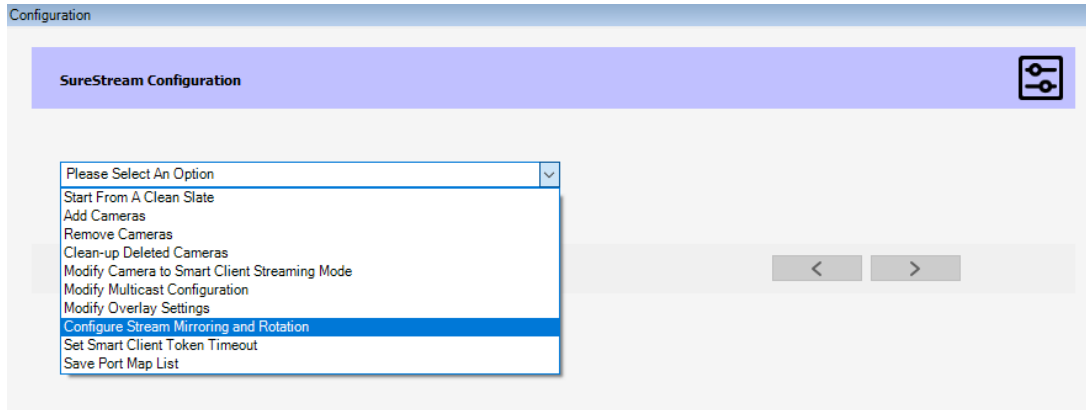 Configuration
SureStream Configuration
Please Select An Option
Start From A Clean Slate
Add Cameras
Remove Cameras
Clean-up Deleted Cameras
Modify Camera to Smart Client Streaming Mode
Modify Multicast Configuration
Modify Overlay Settings
Configure Stream Mirroring and Rotation
Set Smart Client Token Timeout
Save Port Map List